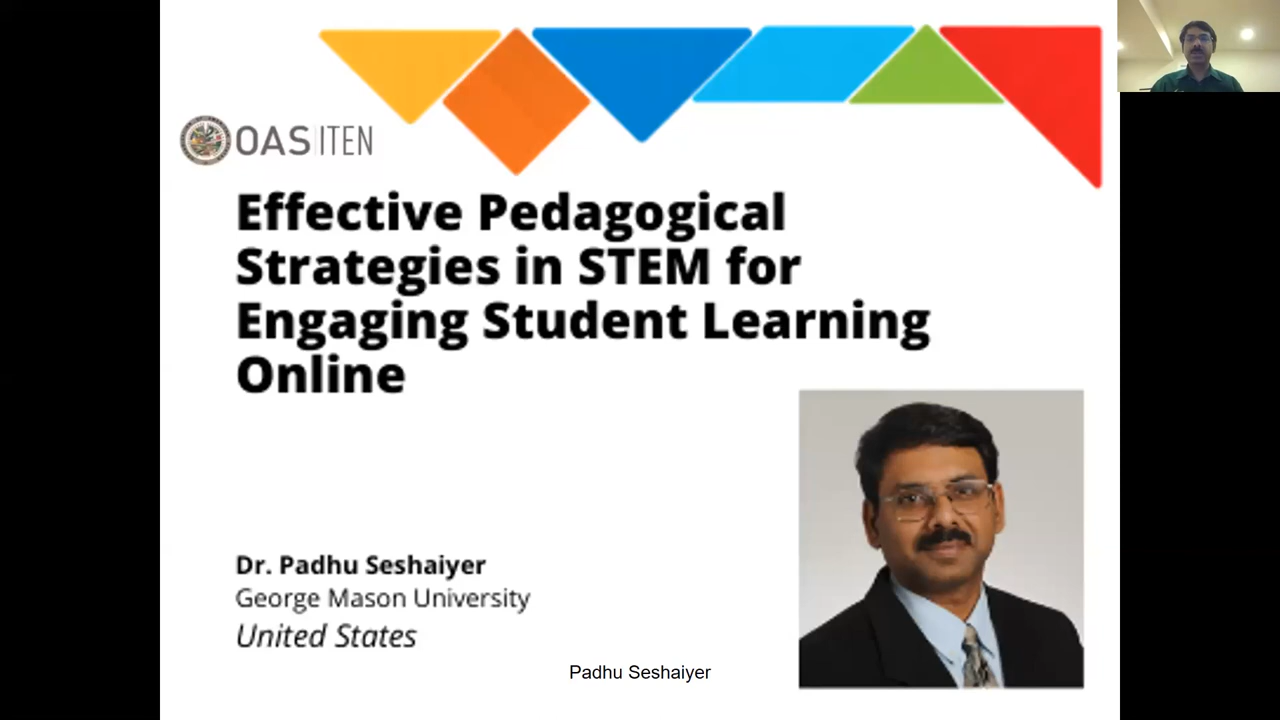 OAS|ITEN
Effective Pedagogical
Strategies in STEM for
Engaging Student Learning
Online
Dr. Padhu Seshaiyer
George Mason University
United States
Padhu Seshaiyer